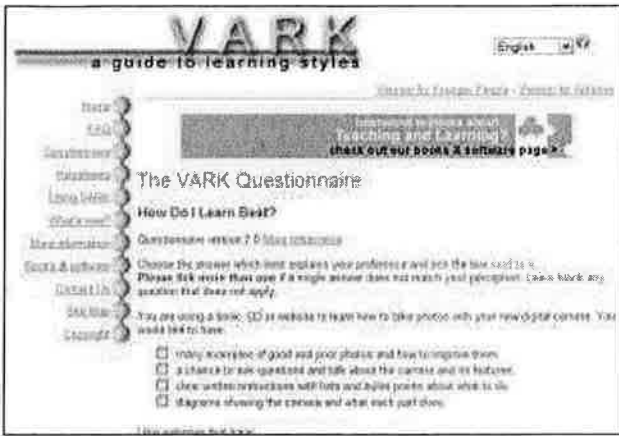 VARK
a guide to learning styles
English
Home
FAQ
Questionnaire
What's new?
More information
Books & software
Contact Us
Site Map
Copyright
Interested in books about
Teaching and Learning?
check out our books & software page
The VARK Questionnaire
How Do I Learn Best?
Questionnaire version 7.0 More information
Choose the answer which best explains your preference and tick the box next to it.
Please tick more than one if a single answer does not match your perception. Leave blank any
question that does not apply.
You are using a book, CD or website to learn how to take photos with your new digital camera. You
would like to have:
many examples of good and poor photos and how to improve them.
a chance to ask questions and talk about the camera and its features.
clear written instructions with lists and bullet points about what to do.
diagrams showing the camera and what each part does.